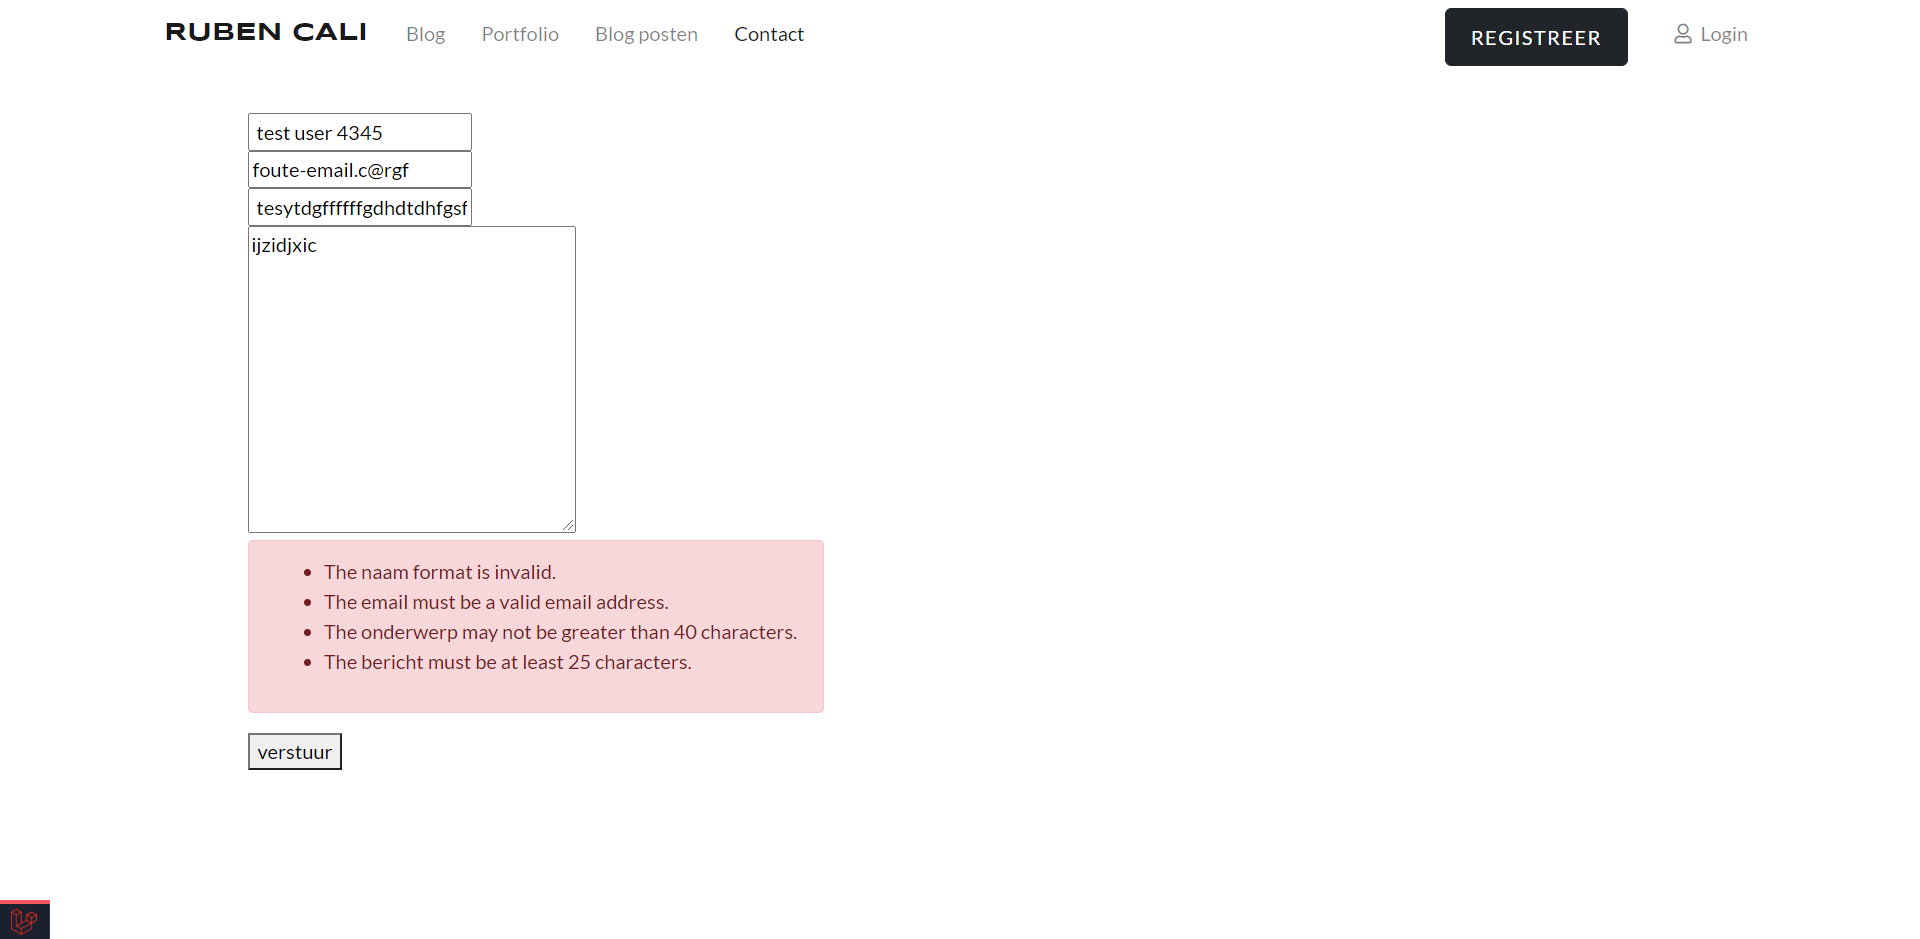 RUBEN CALI Blog Portfolio Blog posten Contact REGISTREER Login
test user 4345
foute-email.c@rgf
tesytdgffffffgdhdtdhfgsf
ijzidjxic
The naam format is invalid.
The email must be a valid email address.
The onderwerp may not be greater than 40 characters.
The bericht must be at least 25 characters.
verstuur